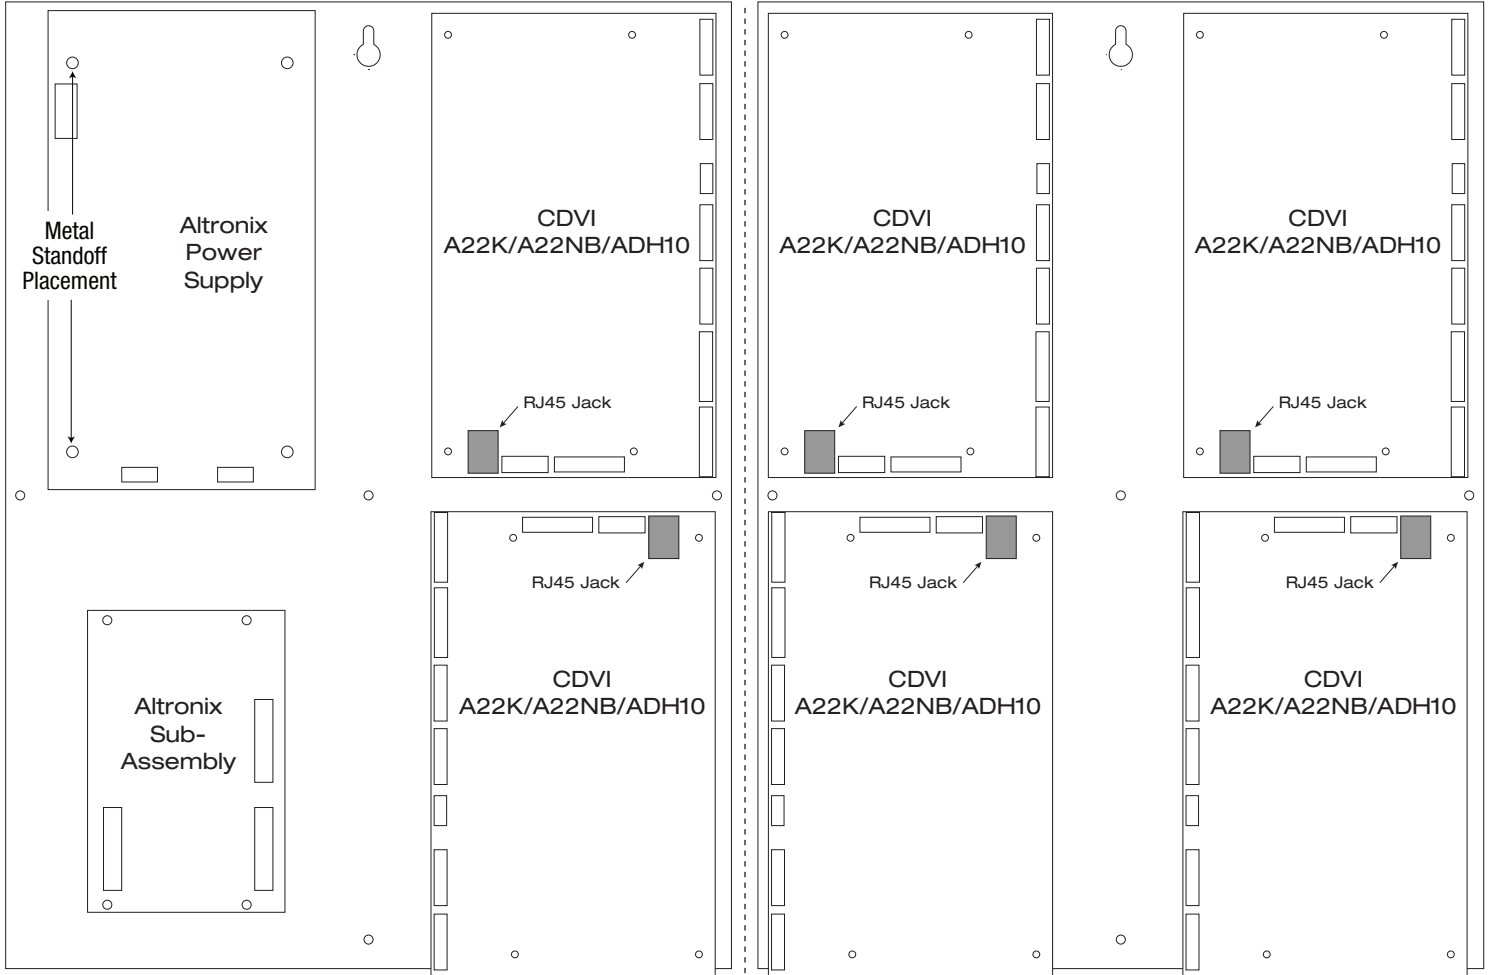 Metal
Standoff
Placement
Altronix
Power
Supply
CDVI
A22K/A22NB/ADH10
RJ45 Jack
CDVI
A22K/A22NB/ADH10
RJ45 Jack
CDVI
A22K/A22NB/ADH10
RJ45 Jack
Altronix
Sub-
Assembly
RJ45 Jack
CDVI
A22K/A22NB/ADH10
RJ45 Jack
CDVI
A22K/A22NB/ADH10
RJ45 Jack
CDVI
A22K/A22NB/ADH10